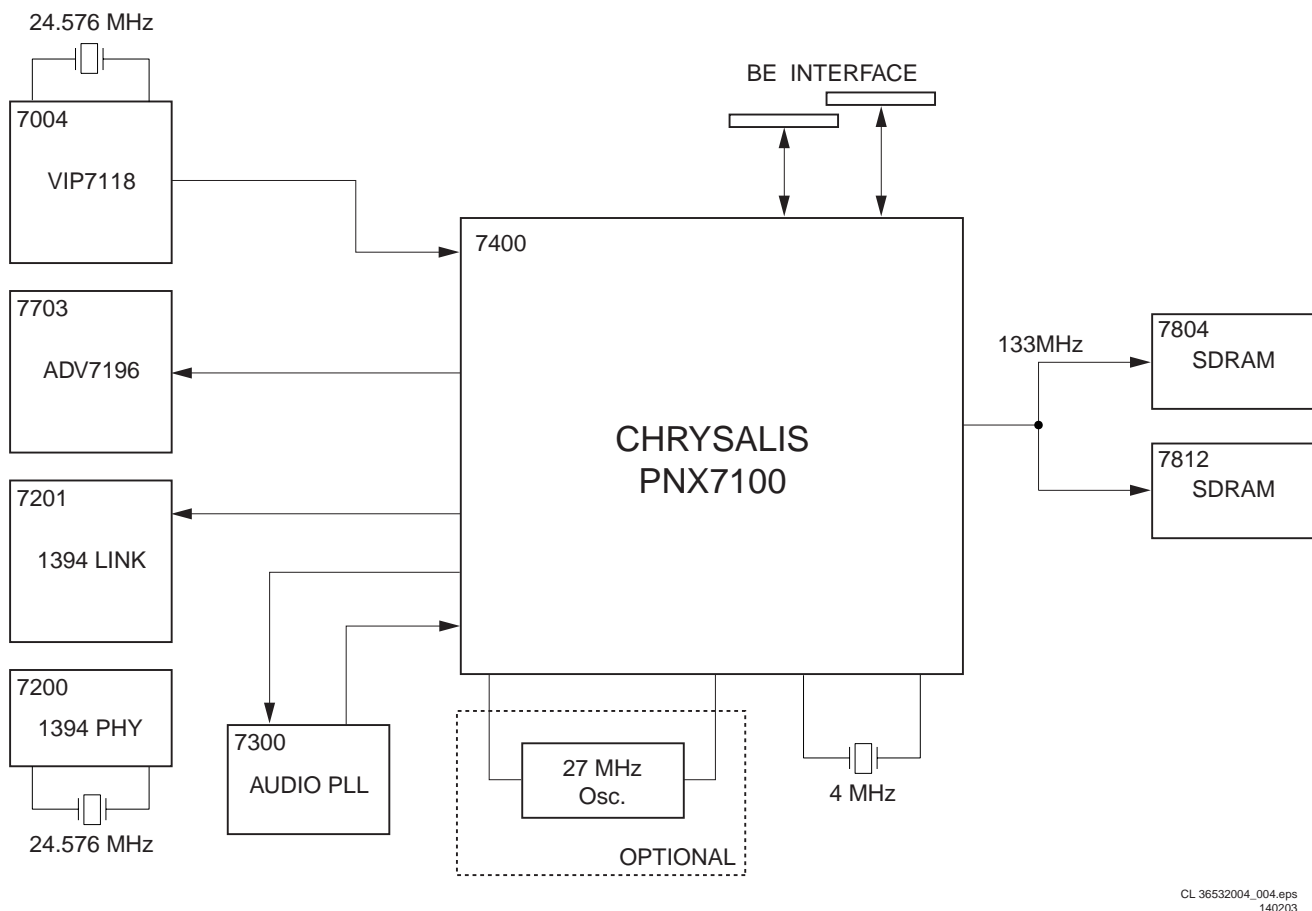 24.576 MHz
7004
VIP7118
BE INTERFACE
7400
7703
ADV7196
133MHz
7804
SDRAM
CHRYSALIS
PNX7100
7812
SDRAM
7201
1394 LINK
7200
1394 PHY
24.576 MHz
7300
AUDIO PLL
27 MHz
Osc.
OPTIONAL
4 MHz
CL 36532004_004.eps
140203